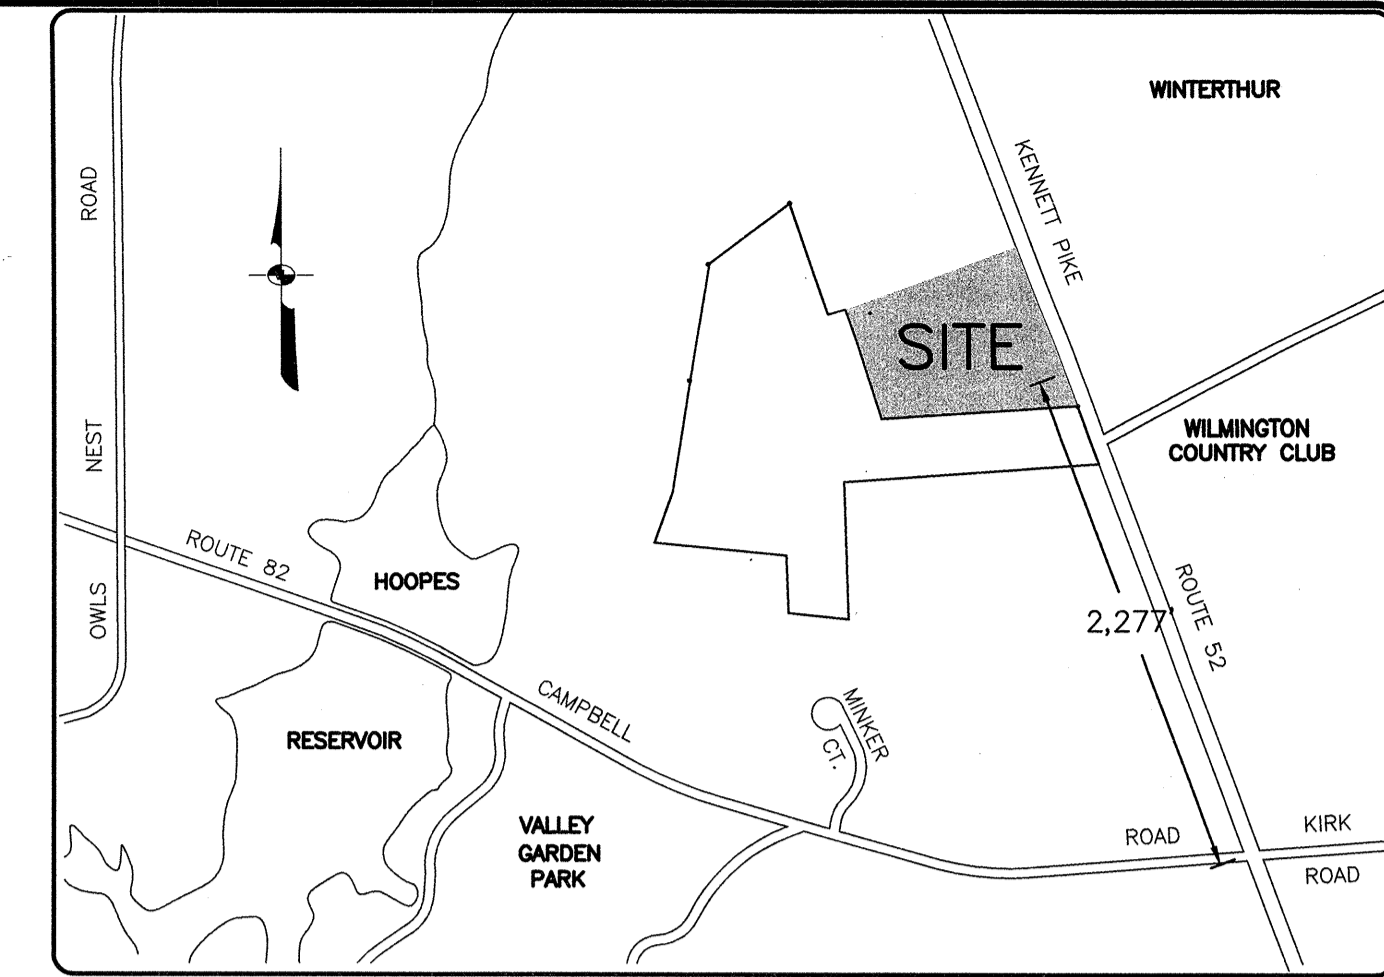 WINTERTHUR
KENNETT PIKE
ROAD
SITE
NEST
WILMINGTON
COUNTRY CLUB
ROUTE 82
HOOPES
OWLS
2,277'
ROUTE 52
CAMPBELL
MINKER
CT.
RESERVOIR
VALLEY
GARDEN
PARK
ROAD
KIRK
ROAD